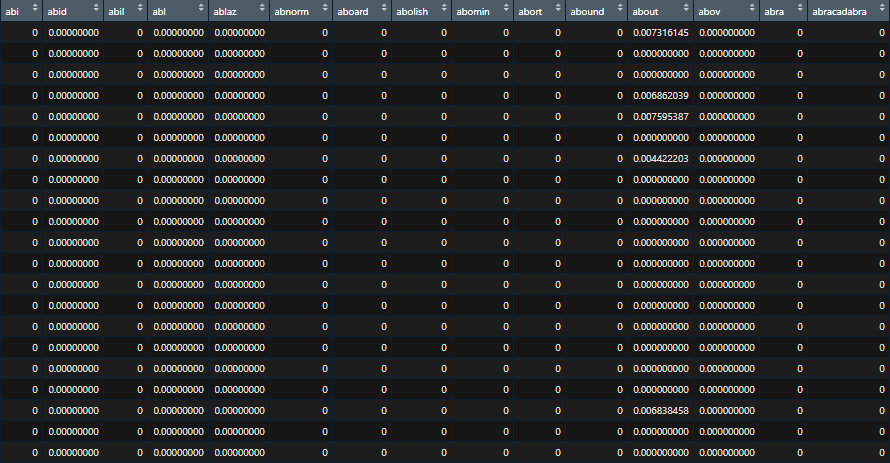 abi abid abil abl ablaz abnorm aboard abolish abomin abort abound about abov abra abracadabra
0 0.00000000 0 0.00000000 0.00000000 0 0 0 0 0 0 0.007316145 0.000000000 0 0
0 0.00000000 0 0.00000000 0.00000000 0 0 0 0 0 0 0.000000000 0.000000000 0 0
0 0.00000000 0 0.00000000 0.00000000 0 0 0 0 0 0 0.000000000 0.000000000 0 0
0 0.00000000 0 0.00000000 0.00000000 0 0 0 0 0 0 0.006862039 0.000000000 0 0
0 0.00000000 0 0.00000000 0.00000000 0 0 0 0 0 0 0.007595387 0.000000000 0 0
0 0.00000000 0 0.00000000 0.00000000 0 0 0 0 0 0 0.000000000 0.000000000 0 0
0 0.00000000 0 0.00000000 0.00000000 0 0 0 0 0 0 0.004422203 0.000000000 0 0
0 0.00000000 0 0.00000000 0.00000000 0 0 0 0 0 0 0.000000000 0.000000000 0 0
0 0.00000000 0 0.00000000 0.00000000 0 0 0 0 0 0 0.000000000 0.000000000 0 0
0 0.00000000 0 0.00000000 0.00000000 0 0 0 0 0 0 0.000000000 0.000000000 0 0
0 0.00000000 0 0.00000000 0.00000000 0 0 0 0 0 0 0.000000000 0.000000000 0 0
0 0.00000000 0 0.00000000 0.00000000 0 0 0 0 0 0 0.000000000 0.000000000 0 0
0 0.00000000 0 0.00000000 0.00000000 0 0 0 0 0 0 0.000000000 0.000000000 0 0
0 0.00000000 0 0.00000000 0.00000000 0 0 0 0 0 0 0.000000000 0.000000000 0 0
0 0.00000000 0 0.00000000 0.00000000 0 0 0 0 0 0 0.000000000 0.000000000 0 0
0 0.00000000 0 0.00000000 0.00000000 0 0 0 0 0 0 0.000000000 0.000000000 0 0
0 0.00000000 0 0.00000000 0.00000000 0 0 0 0 0 0 0.000000000 0.000000000 0 0
0 0.00000000 0 0.00000000 0.00000000 0 0 0 0 0 0 0.000000000 0.000000000 0 0
0 0.00000000 0 0.00000000 0.00000000 0 0 0 0 0 0 0.006838458 0.000000000 0 0
0 0.00000000 0 0.00000000 0.00000000 0 0 0 0 0 0 0.000000000 0.000000000 0 0
0 0.00000000 0 0.00000000 0.00000000 0 0 0 0 0 0 0.000000000 0.000000000 0 0